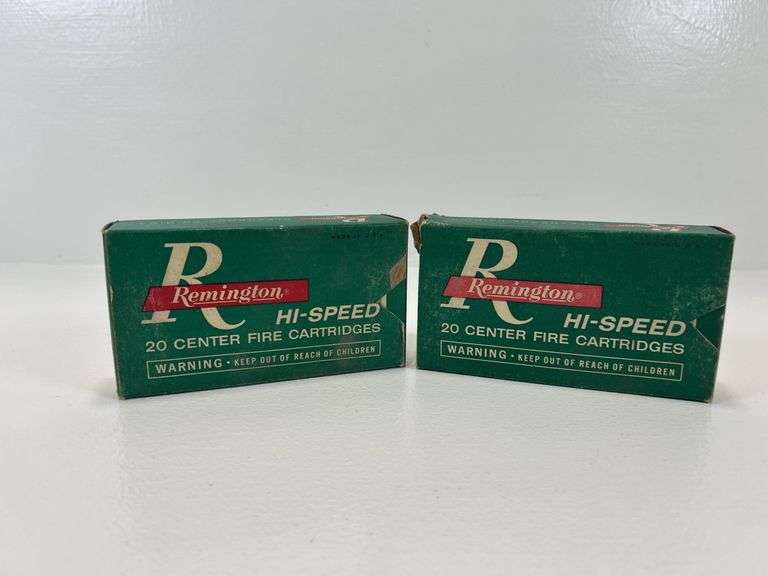 R
Remington®
HI-SPEED
20 CENTER FIRE CARTRIDGES
WARNING • KEEP OUT OF REACH OF CHILDREN
R
Remington®
HI-SPEED
20 CENTER FIRE CARTRIDGES
WARNING • KEEP OUT OF REACH OF CHILDREN